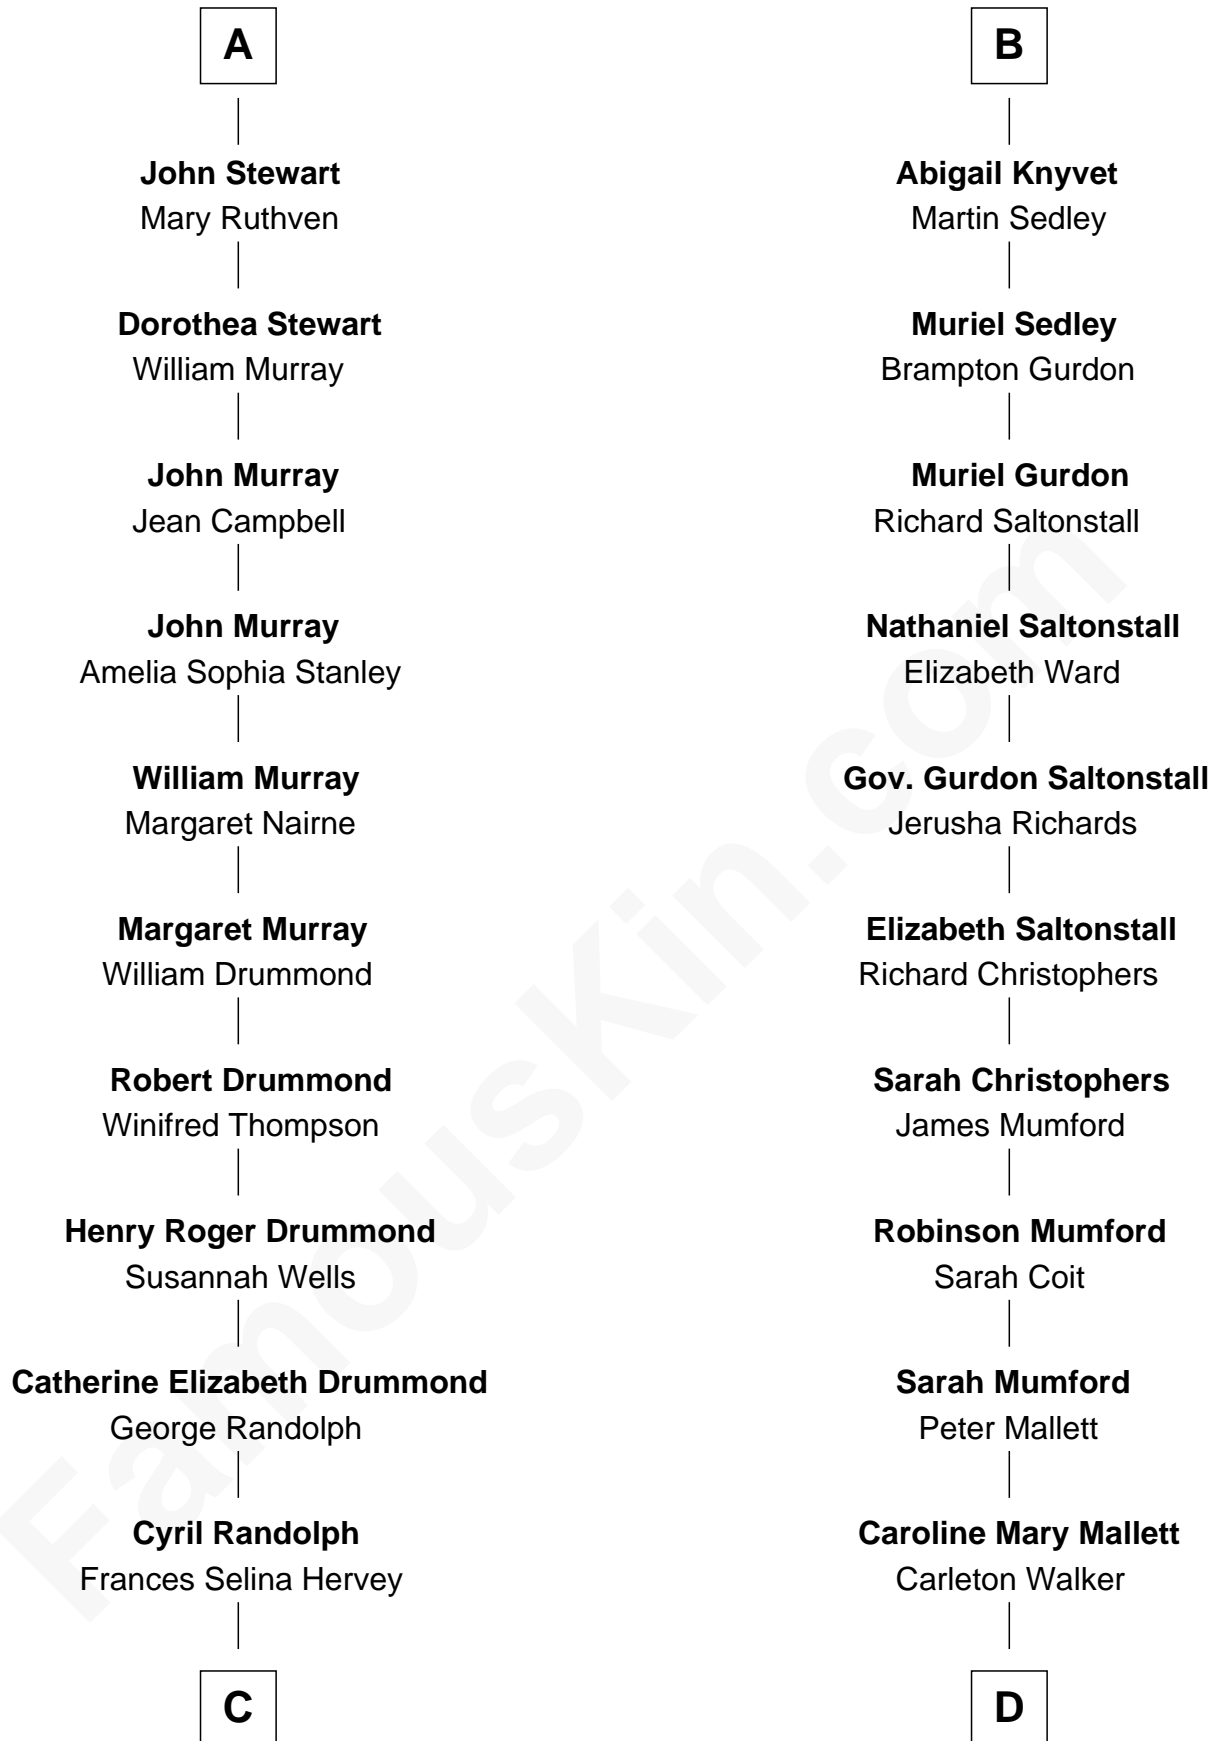 A
John Stewart
Mary Ruthven
Dorothea Stewart
William Murray
John Murray
Jean Campbell
John Murray
Amelia Sophia Stanley
William Murray
Margaret Nairne
Margaret Murray
William Drummond
Robert Drummond
Winifred Thompson
Henry Roger Drummond
Susannah Wells
Catherine Elizabeth Drummond
George Randolph
Cyril Randolph
Frances Selina Hervey
C
B
Abigail Knyvet
Martin Sedley
Muriel Sedley
Brampton Gurdon
Muriel Gurdon
Richard Saltonstall
Nathaniel Saltonstall
Elizabeth Ward
Gov. Gurdon Saltonstall
Jerusha Richards
Elizabeth Saltonstall
Richard Christophers
Sarah Christophers
James Mumford
Robinson Mumford
Sarah Coit
Sarah Mumford
Peter Mallett
Caroline Mary Mallett
Carleton Walker
D
FamousKin.com